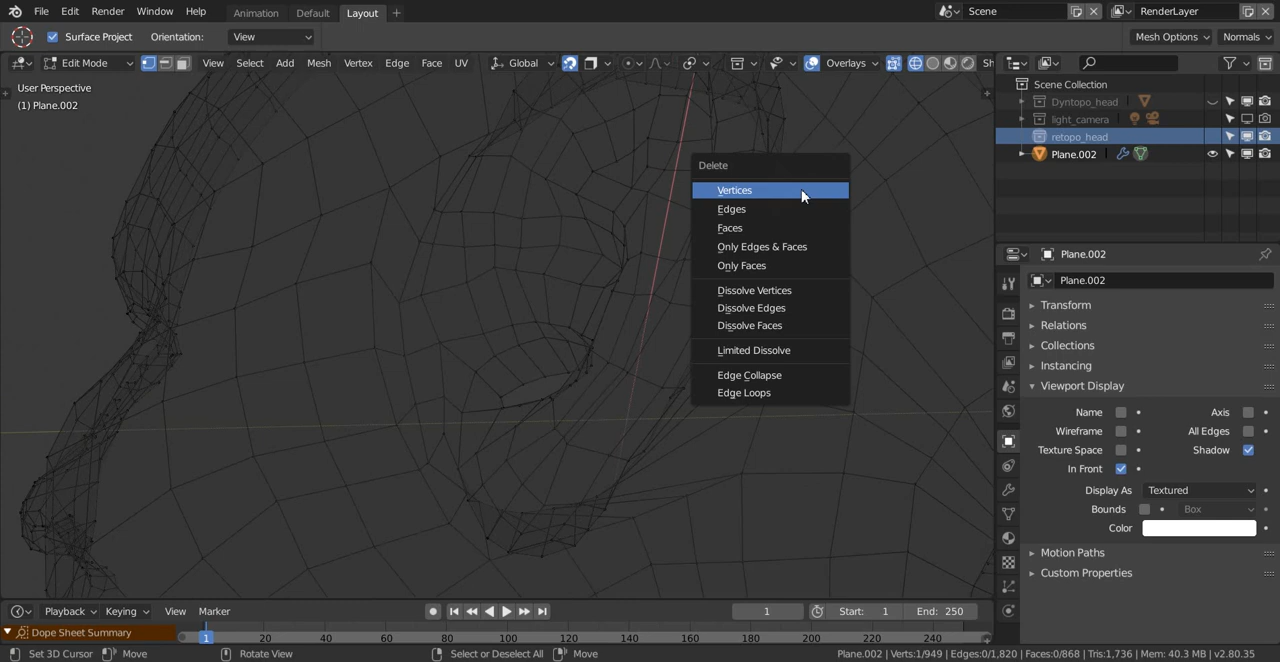 File Edit Render Window Help Animation Default Layout + Scene RenderLayer
Surface Project Orientation: View Mesh Options Normals
Edit Mode View Select Add Mesh Vertex Edge Face UV Global Overlays Sh
User Perspective
(1) Plane.002
Scene Collection
Dyntopo_head
light_camera
retopo_head
Plane.002
Delete
Vertices
Edges
Faces
Only Edges & Faces
Only Faces
Dissolve Vertices
Dissolve Edges
Dissolve Faces
Limited Dissolve
Edge Collapse
Edge Loops
Plane.002
Plane.002
Transform
Relations
Collections
Instancing
Viewport Display
Name Axis
Wireframe All Edges
Texture Space Shadow
In Front
Display As Textured
Bounds Box
Color
Motion Paths
Custom Properties
Playback Keying View Marker 1 Start: 1 End: 250
Dope Sheet Summary 1 20 40 60 80 100 120 140 160 180 200 220 240
Set 3D Cursor Move Rotate View Select or Deselect All Move Plane.002 | Verts:1/949 | Edges:0/1,820 | Faces:0/868 | Tris:1,736 | Mem: 40.3 MB | v2.80.35